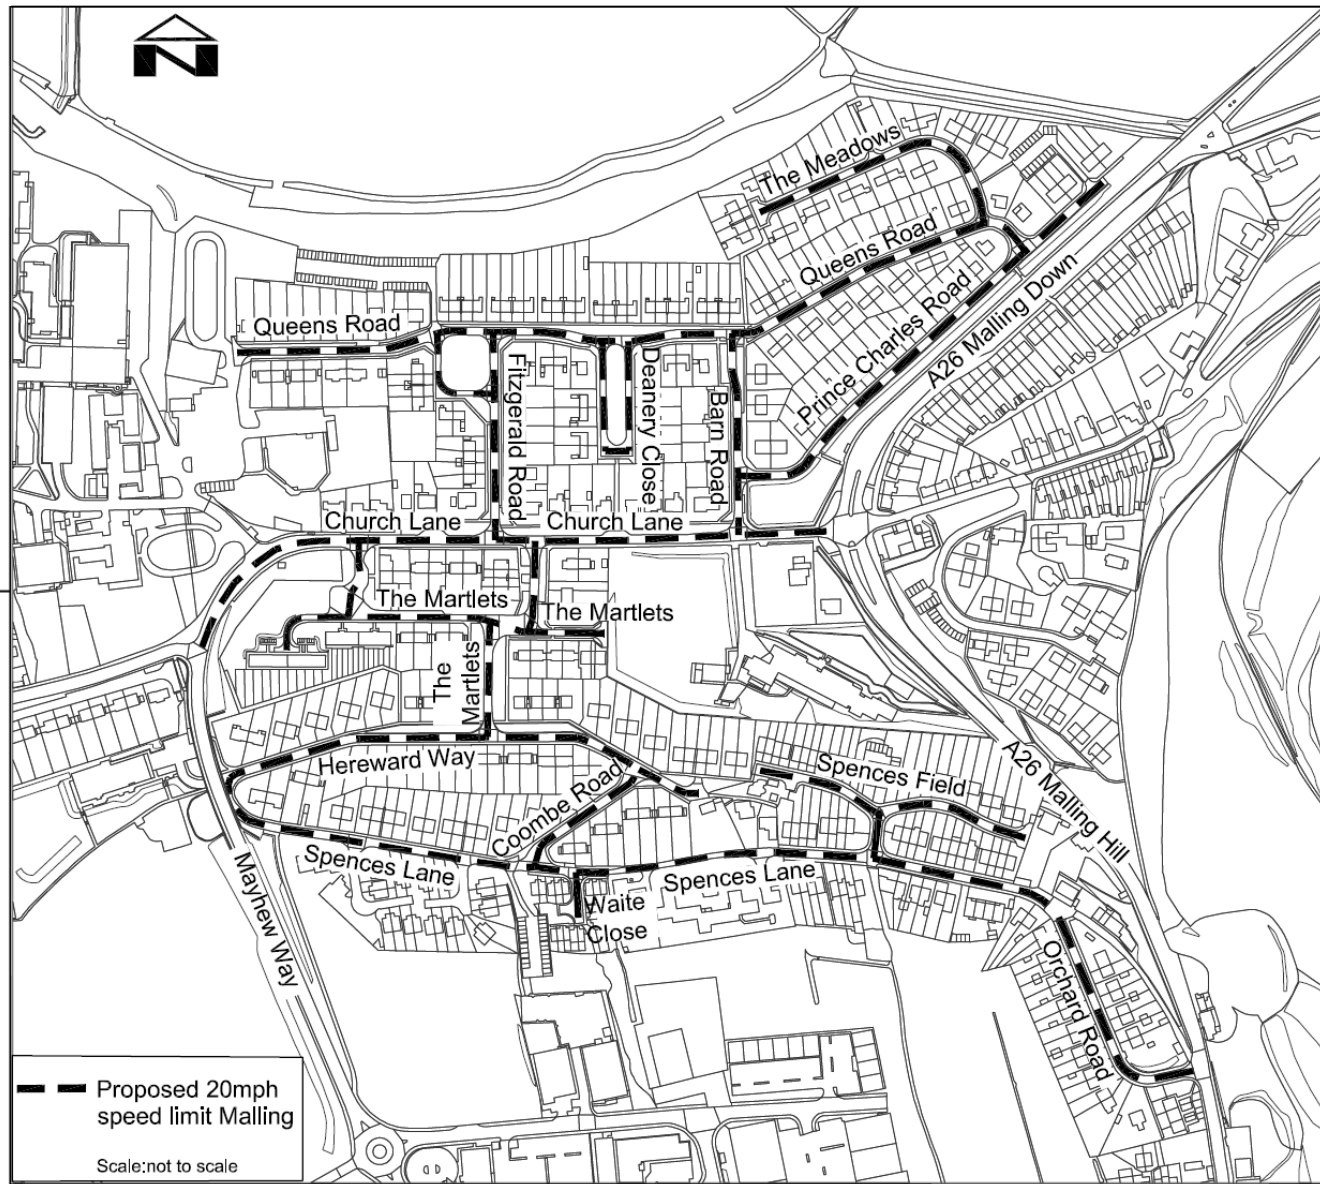 N
The Meadows
Queens Road
Queens Road
Prince Charles Road
A26 Malling Down
Fitzgerald Road
Deanery Close
Barn Road
Church Lane
Church Lane
The Martlets
The Martlets
The
Martlets
Hereward Way
Coombe Road
Spences Field
A26 Malling Hill
Spences Lane
Spences Lane
Mayhew Way
Waite
Close
Orchard Road
Proposed 20mph
speed limit Malling
Scale:not to scale